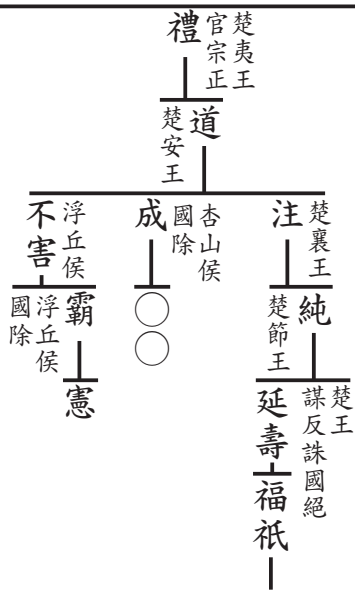 禮
楚夷王
官宗正
道
楚安王
注
楚襄王
純
楚節王
延壽
楚王
謀反誅國絕
福祇
成
杏山侯
國除
○○
不害
浮丘侯
霸
浮丘侯
國除
憲